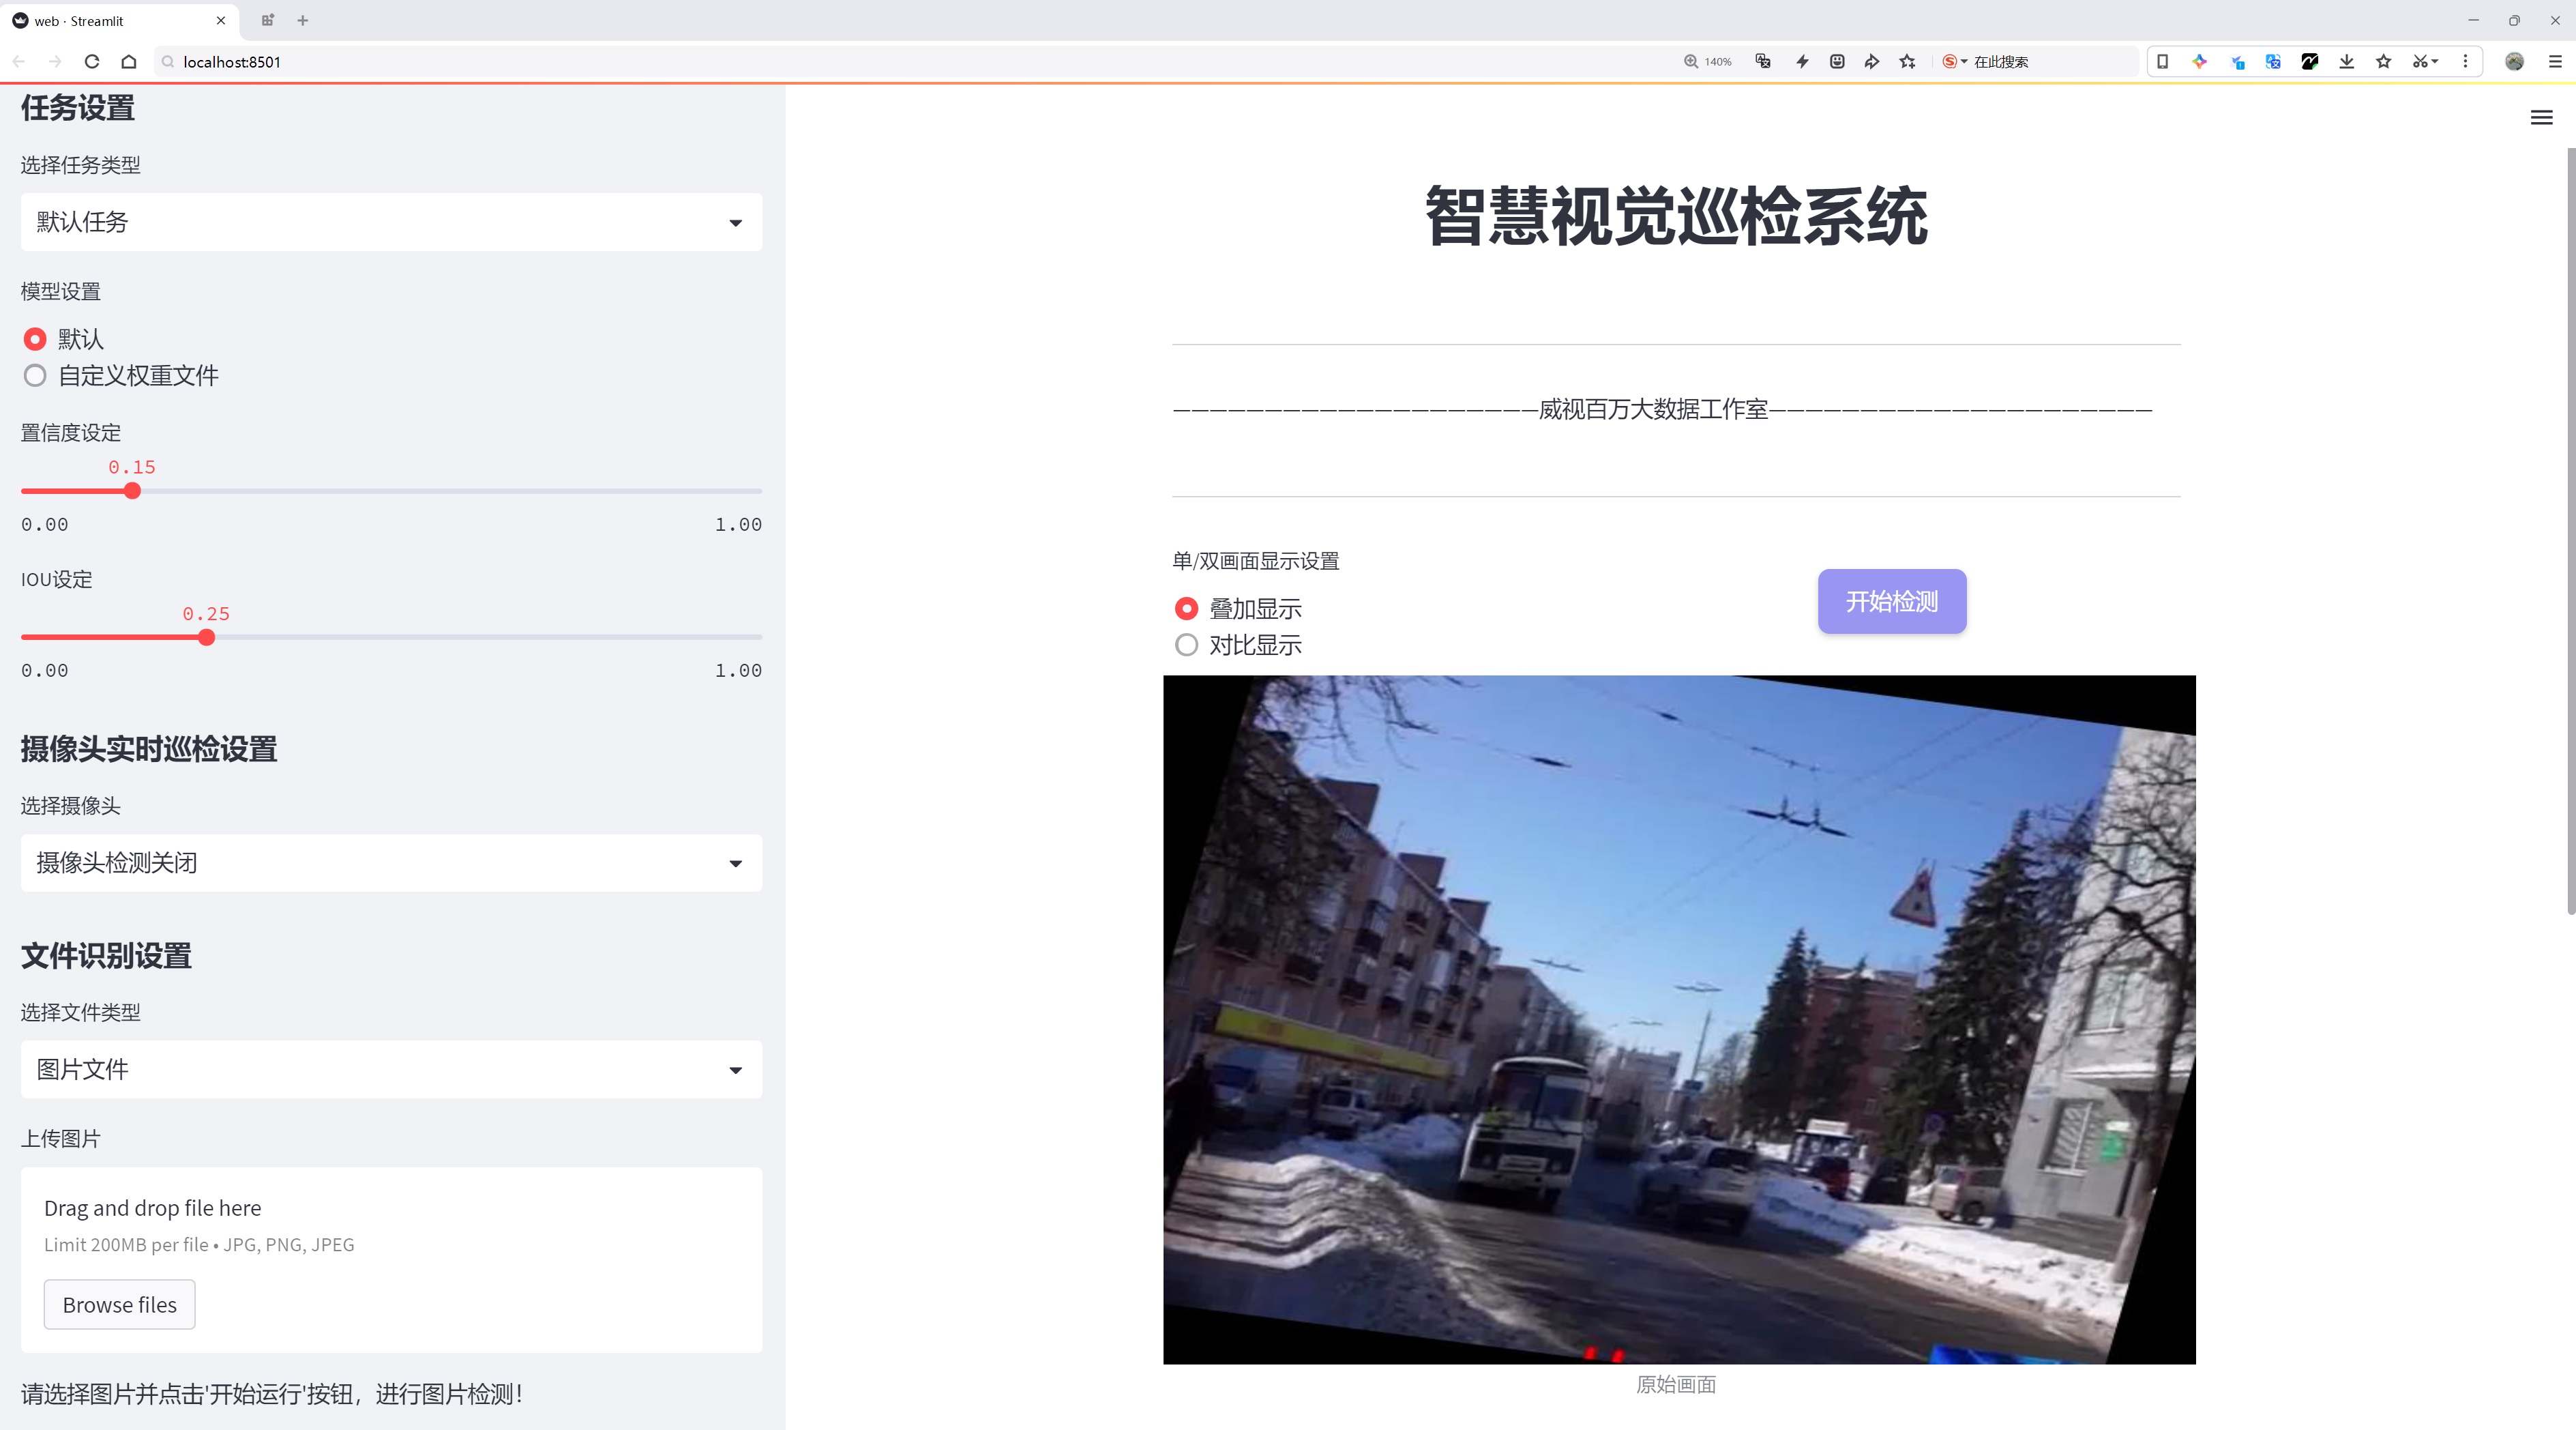 web · Streamlit
localhost:8501
140%
在此搜索
任务设置
选择任务类型
默认任务
模型设置
默认
自定义权重文件
置信度设定
0.15
0.00 1.00
IOU设定
0.25
0.00 1.00
摄像头实时巡检设置
选择摄像头
摄像头检测关闭
文件识别设置
选择文件类型
图片文件
上传图片
Drag and drop file here
Limit 200MB per file • JPG, PNG, JPEG
Browse files
请选择图片并点击'开始运行'按钮，进行图片检测！
智慧视觉巡检系统
—————————————————————威视百万大数据工作室—————————————————————
单/双画面显示设置
叠加显示
对比显示
开始检测
原始画面